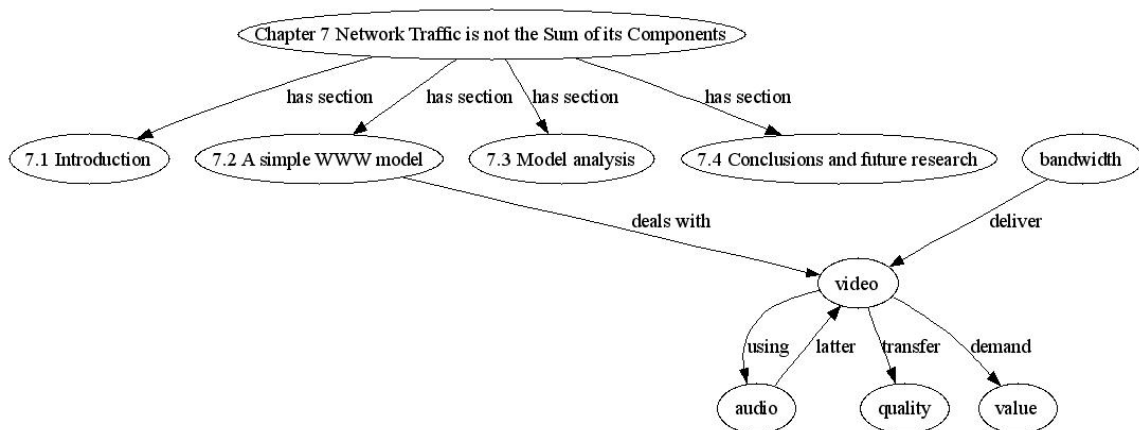 Chapter 7 Network Traffic is not the Sum of its Components
has section has section has section has section
7.1 Introduction 7.2 A simple WWW model 7.3 Model analysis 7.4 Conclusions and future research bandwidth
deals with deliver
video
using latter transfer demand
audio quality value